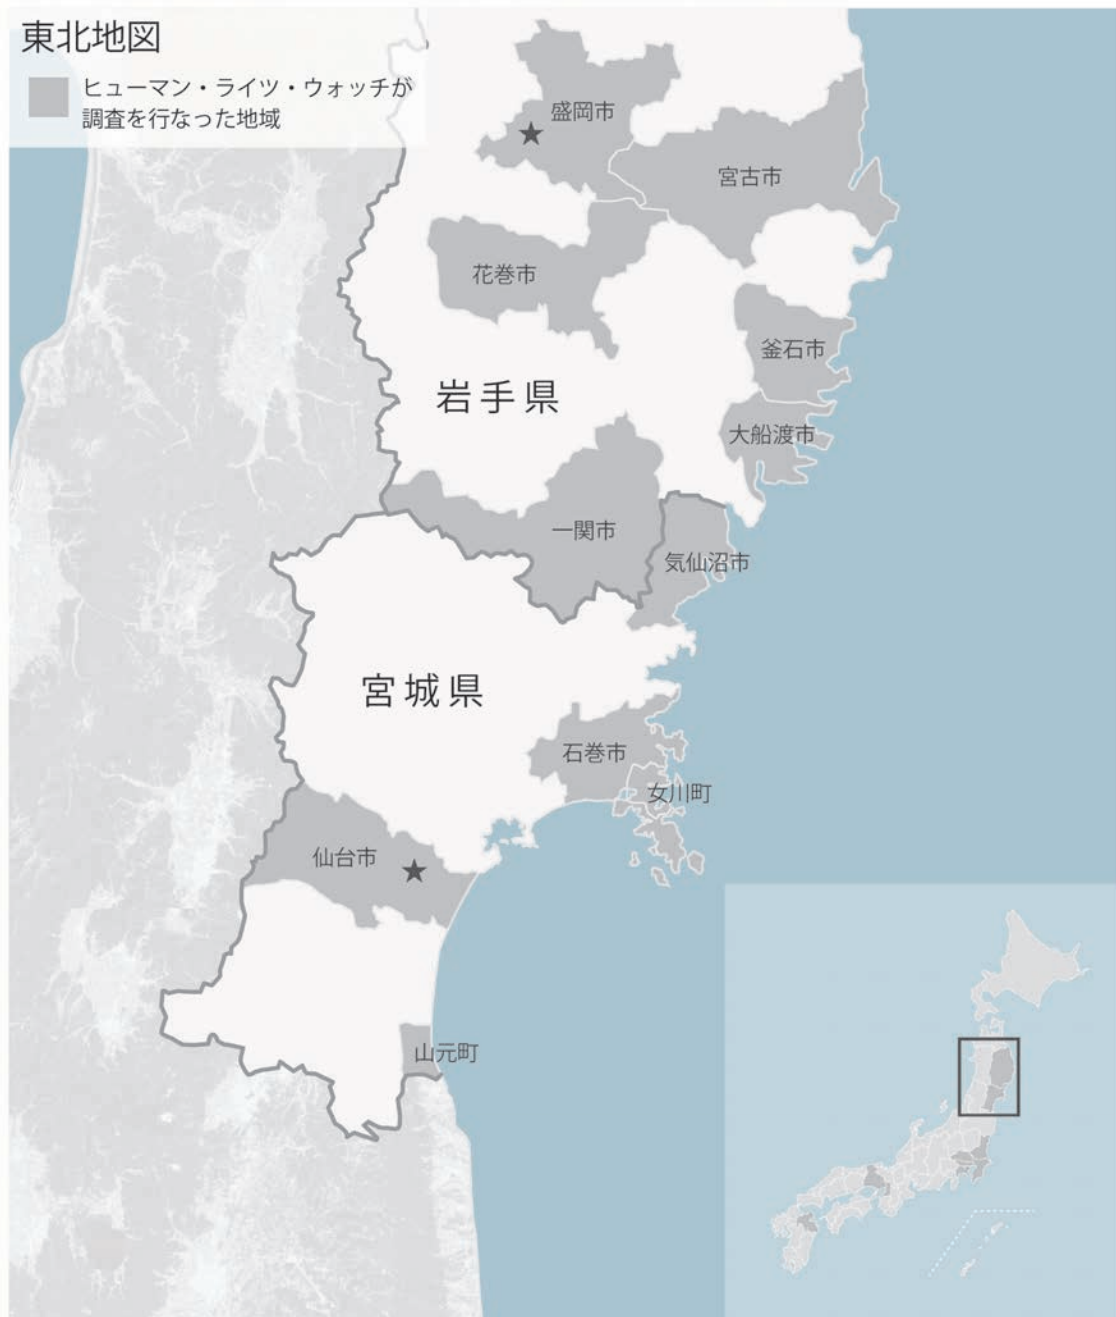 東北地図
ヒューマン・ライツ・ウォッチが
調査を行なった地域
盛岡市
宮古市
花巻市
釜石市
岩手県
大船渡市
一関市
気仙沼市
宮城県
石巻市
女川町
仙台市
山元町